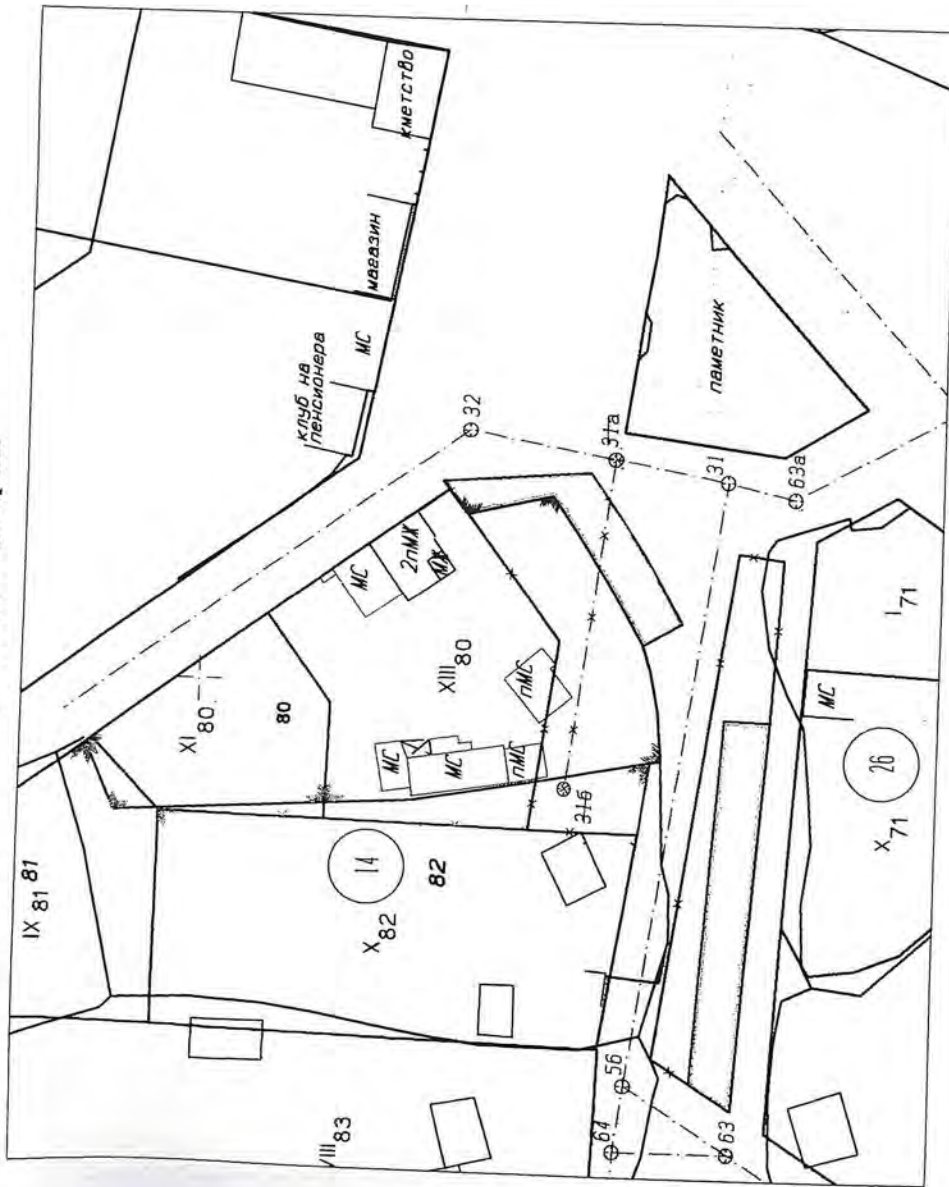 кметство
магазин
МС
клуб на
пенсионера
32
31а
31
63а
паметник
МС
2пМЖ
МЖ
XI 80
80
XIII 80
пМС
МС
МС
пМС
31б
IX 81 81
14
X 82
82
VIII 83
56
64
63
I 71
МС
26
X 71